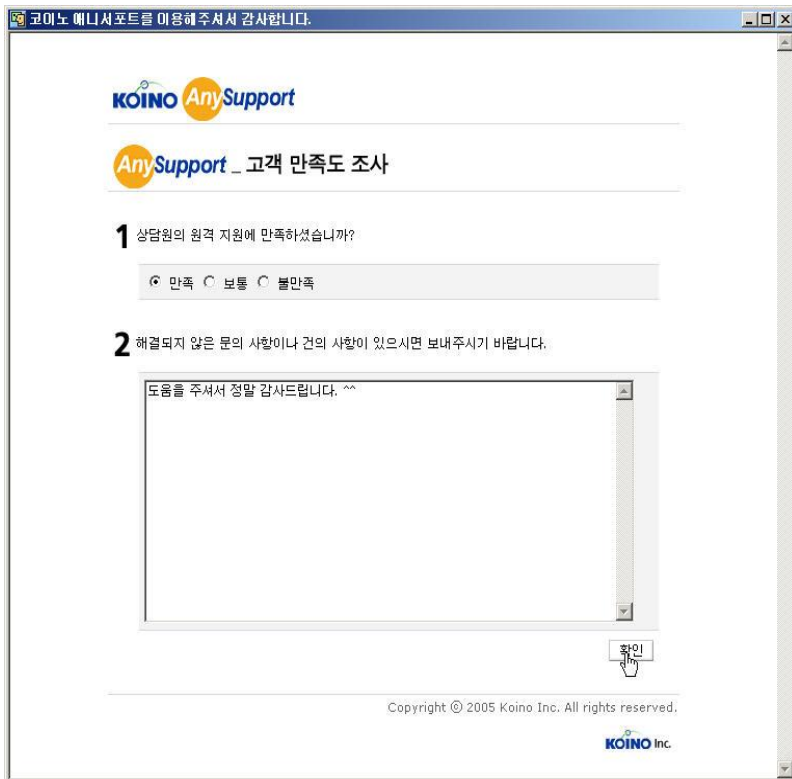 코이노 애니서포트를 이용해주셔서 감사합니다.
KOINO AnySupport
AnySupport _ 고객 만족도 조사
1 상담원의 원격 지원에 만족하셨습니까?
만족 보통 불만족
2 해결되지 않은 문의 사항이나 건의 사항이 있으시면 보내주시기 바랍니다.
도움을 주셔서 정말 감사드립니다. ^^
확인
Copyright ⓒ 2005 Koino Inc. All rights reserved.
KOINO Inc.